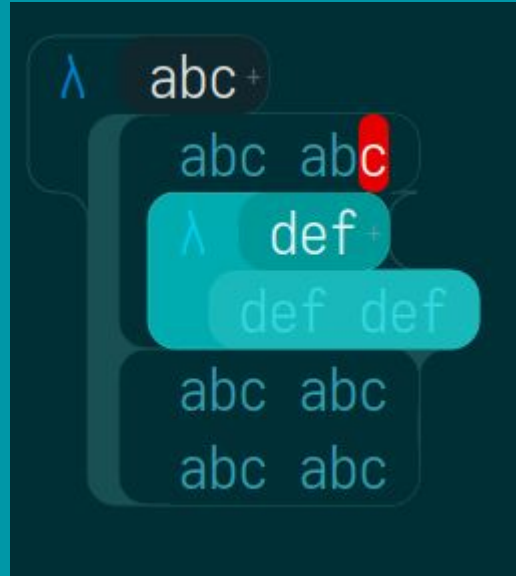 λ abc +
abc abc
λ def +
def def
abc abc
abc abc